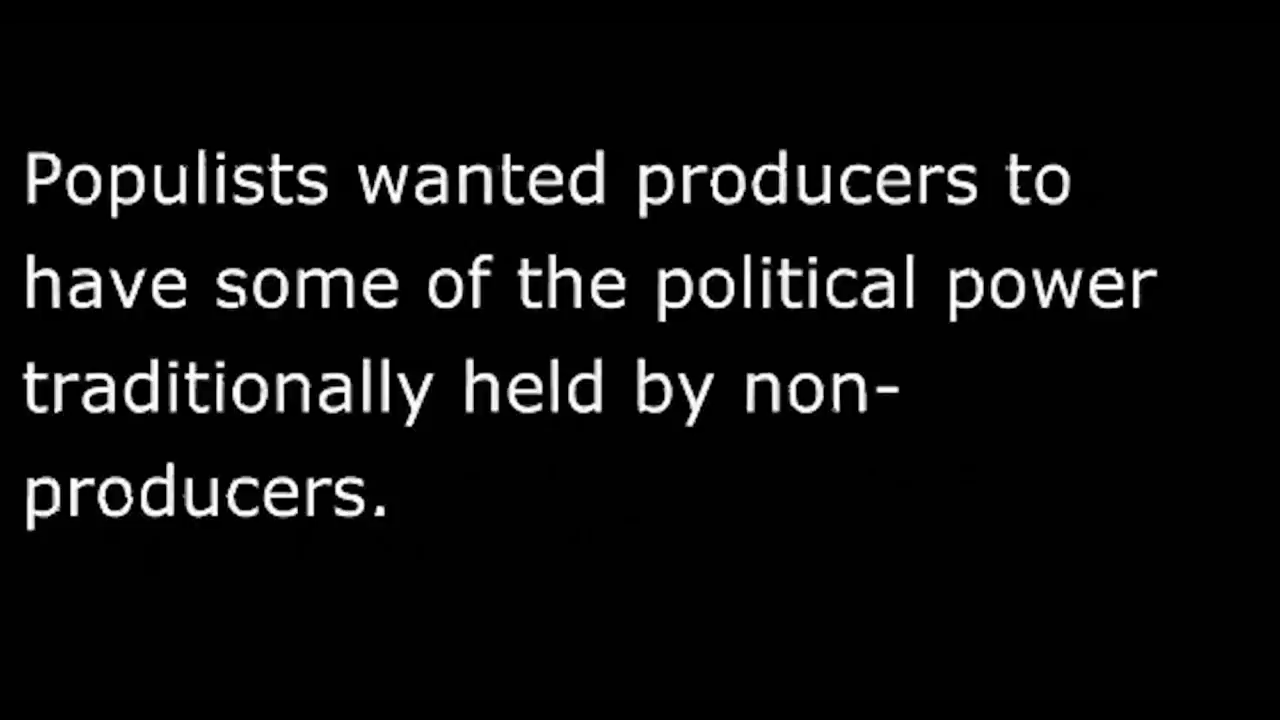 Populists wanted producers to
have some of the political power
traditionally held by non-
producers.